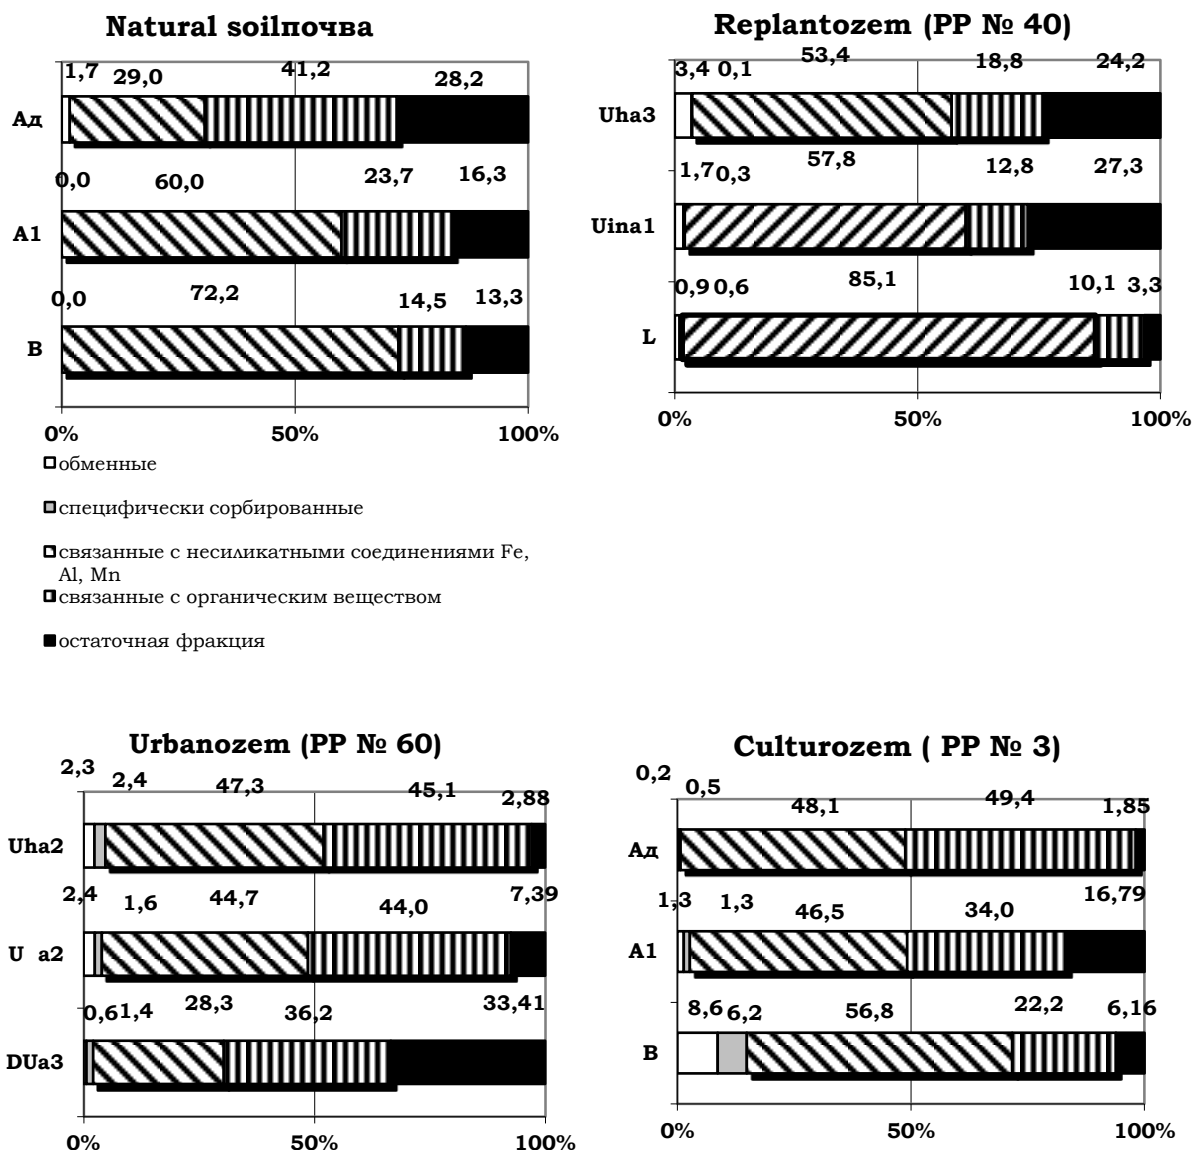 Natural soilпочва
1,7 29,0 41,2 28,2
Ад
0,0 60,0 23,7 16,3
А1
0,0 72,2 14,5 13,3
В
0% 50% 100%
Replantozem (PP № 40)
3,4 0,1 53,4 18,8 24,2
Uha3
1,7 0,3 57,8 12,8 27,3
Uina1
0,9 0,6 85,1 10,1 3,3
L
0% 50% 100%
обменные
специфически сорбированные
связанные с несиликатными соединениями Fe,
Al, Mn
связанные с органическим веществом
остаточная фракция
Urbanozem (PP № 60)
2,3 2,4 47,3 45,1 2,88
Uha2
2,4 1,6 44,7 44,0 7,39
U a2
0,6 1,4 28,3 36,2 33,41
DUa3
0% 50% 100%
Culturozem ( PP № 3)
0,2 0,5 48,1 49,4 1,85
Ад
1,3 1,3 46,5 34,0 16,79
А1
8,6 6,2 56,8 22,2 6,16
В
0% 50% 100%